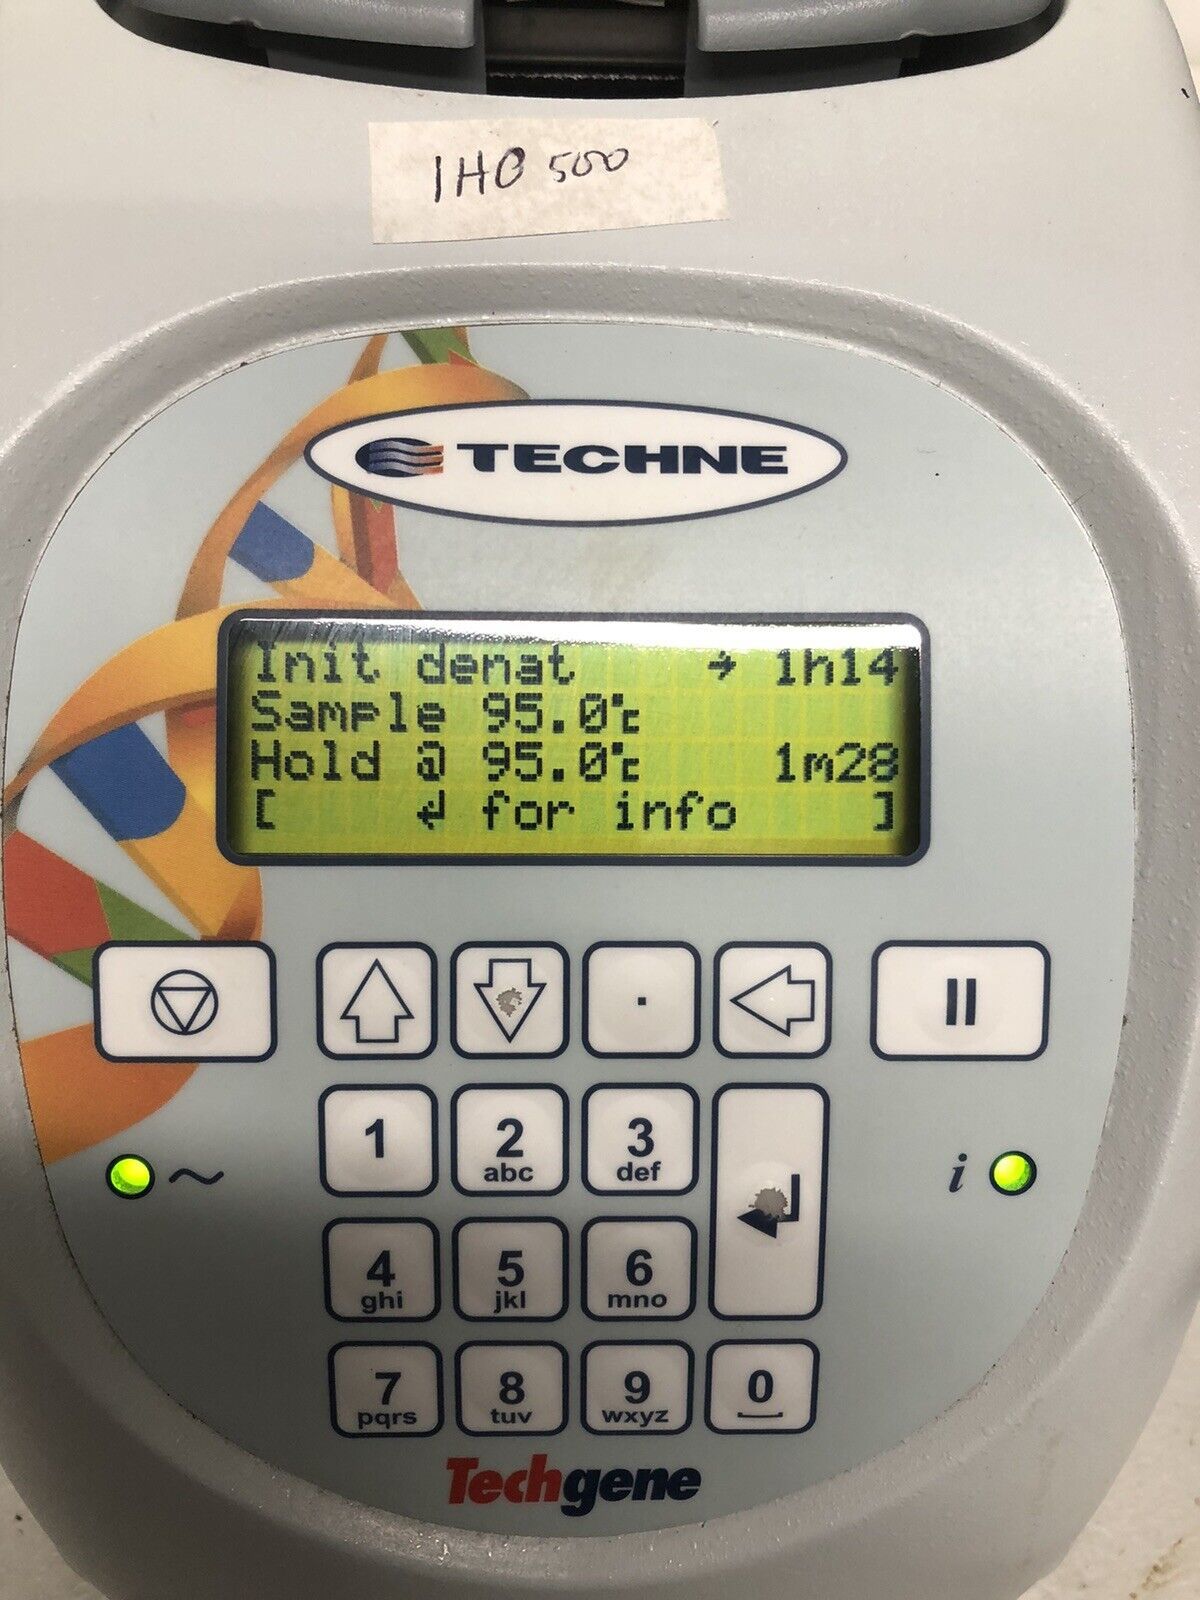 1HO 500
TECHNE
Init denat → 1h14
Sample 95.0°c
Hold @ 95.0°c 1m28
[ ↲ for info ]
1 2 3
abc def
~ i
4 5 6
ghi jkl mno
7 8 9 0
pqrs tuv wxyz
Techgene